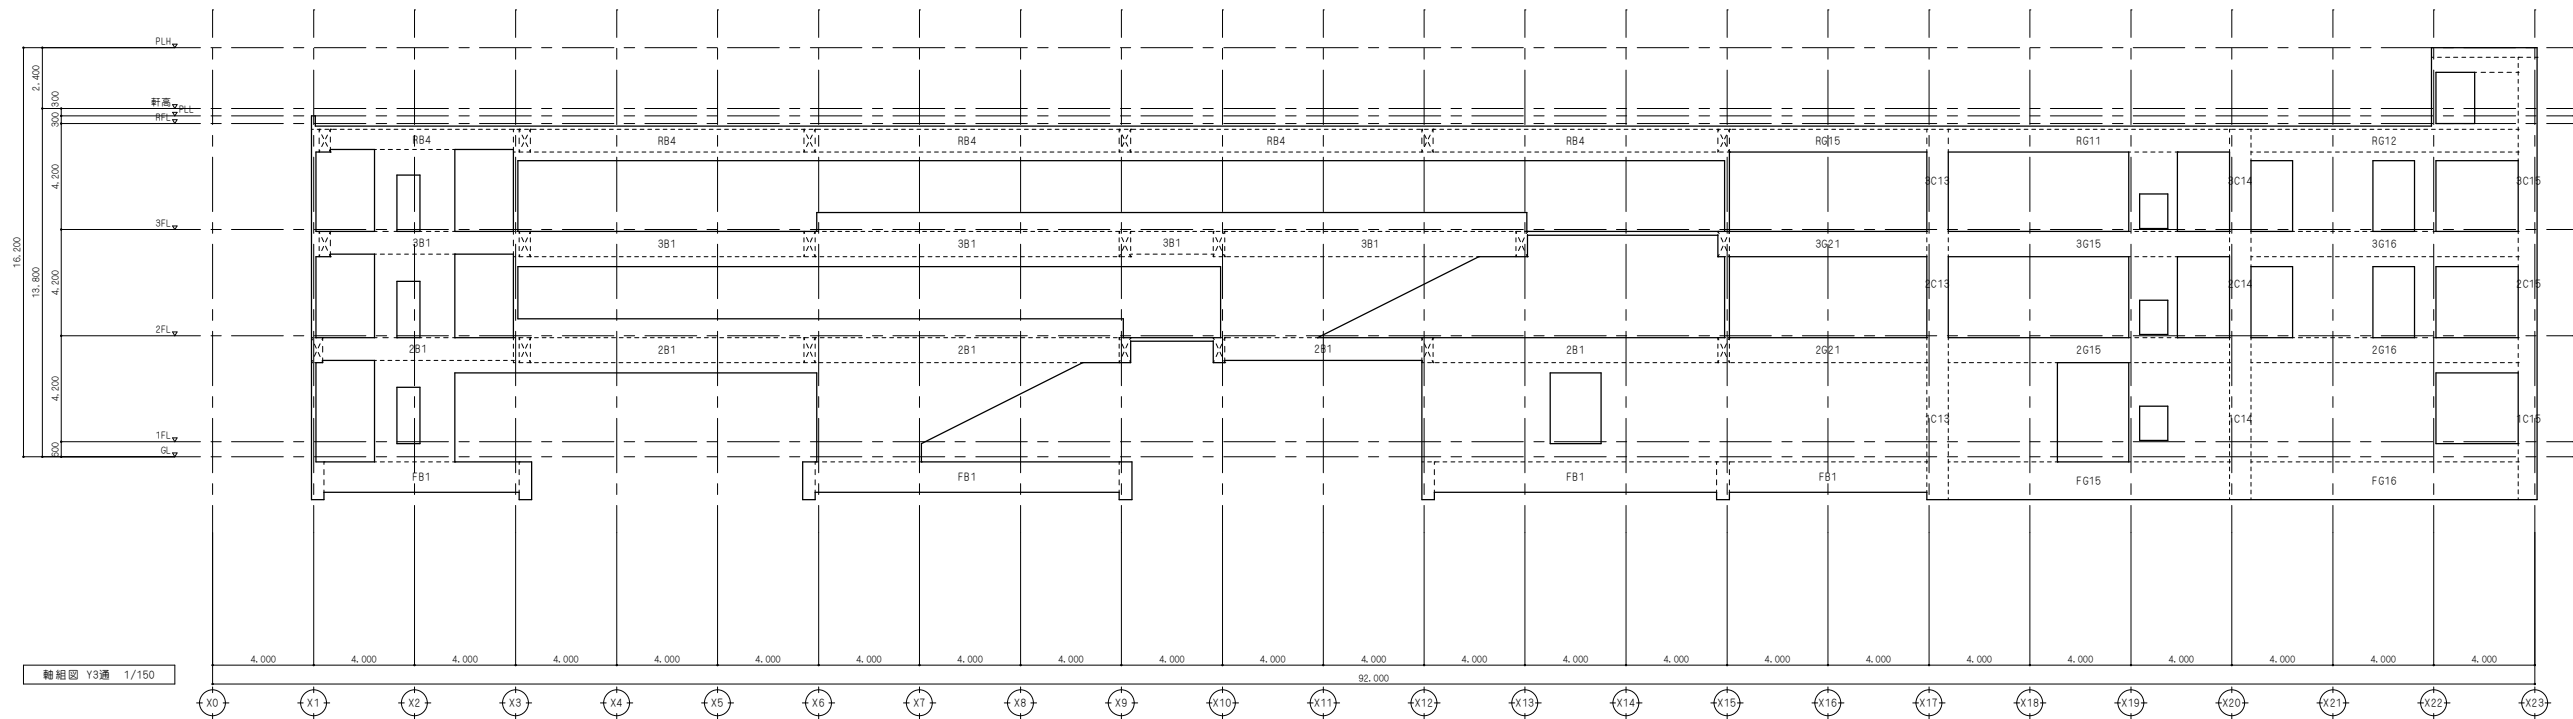 PLH
2.400
軒高
300
PLL
RFL
300
RB4 RB4 RB4 RB4 RB4 RG15 RG11 RG12
4.200
3C13 3C14 3C15
3FL
3B1 3B1 3B1 3B1 3B1 3G21 3G15 3G16
16.200
13.800
4.200
2C13 2C14 2C15
2FL
2B1 2B1 2B1 2B1 2B1 2G21 2G15 2G16
4.200
1C13 1C14 1C15
1FL
600
GL
FB1 FB1 FB1 FB1 FG15 FG16
4.000 4.000 4.000 4.000 4.000 4.000 4.000 4.000 4.000 4.000 4.000 4.000 4.000 4.000 4.000 4.000 4.000 4.000 4.000 4.000 4.000 4.000 4.000
軸組図 Y3通 1/150
92.000
X0 X1 X2 X3 X4 X5 X6 X7 X8 X9 X10 X11 X12 X13 X14 X15 X16 X17 X18 X19 X20 X21 X22 X23